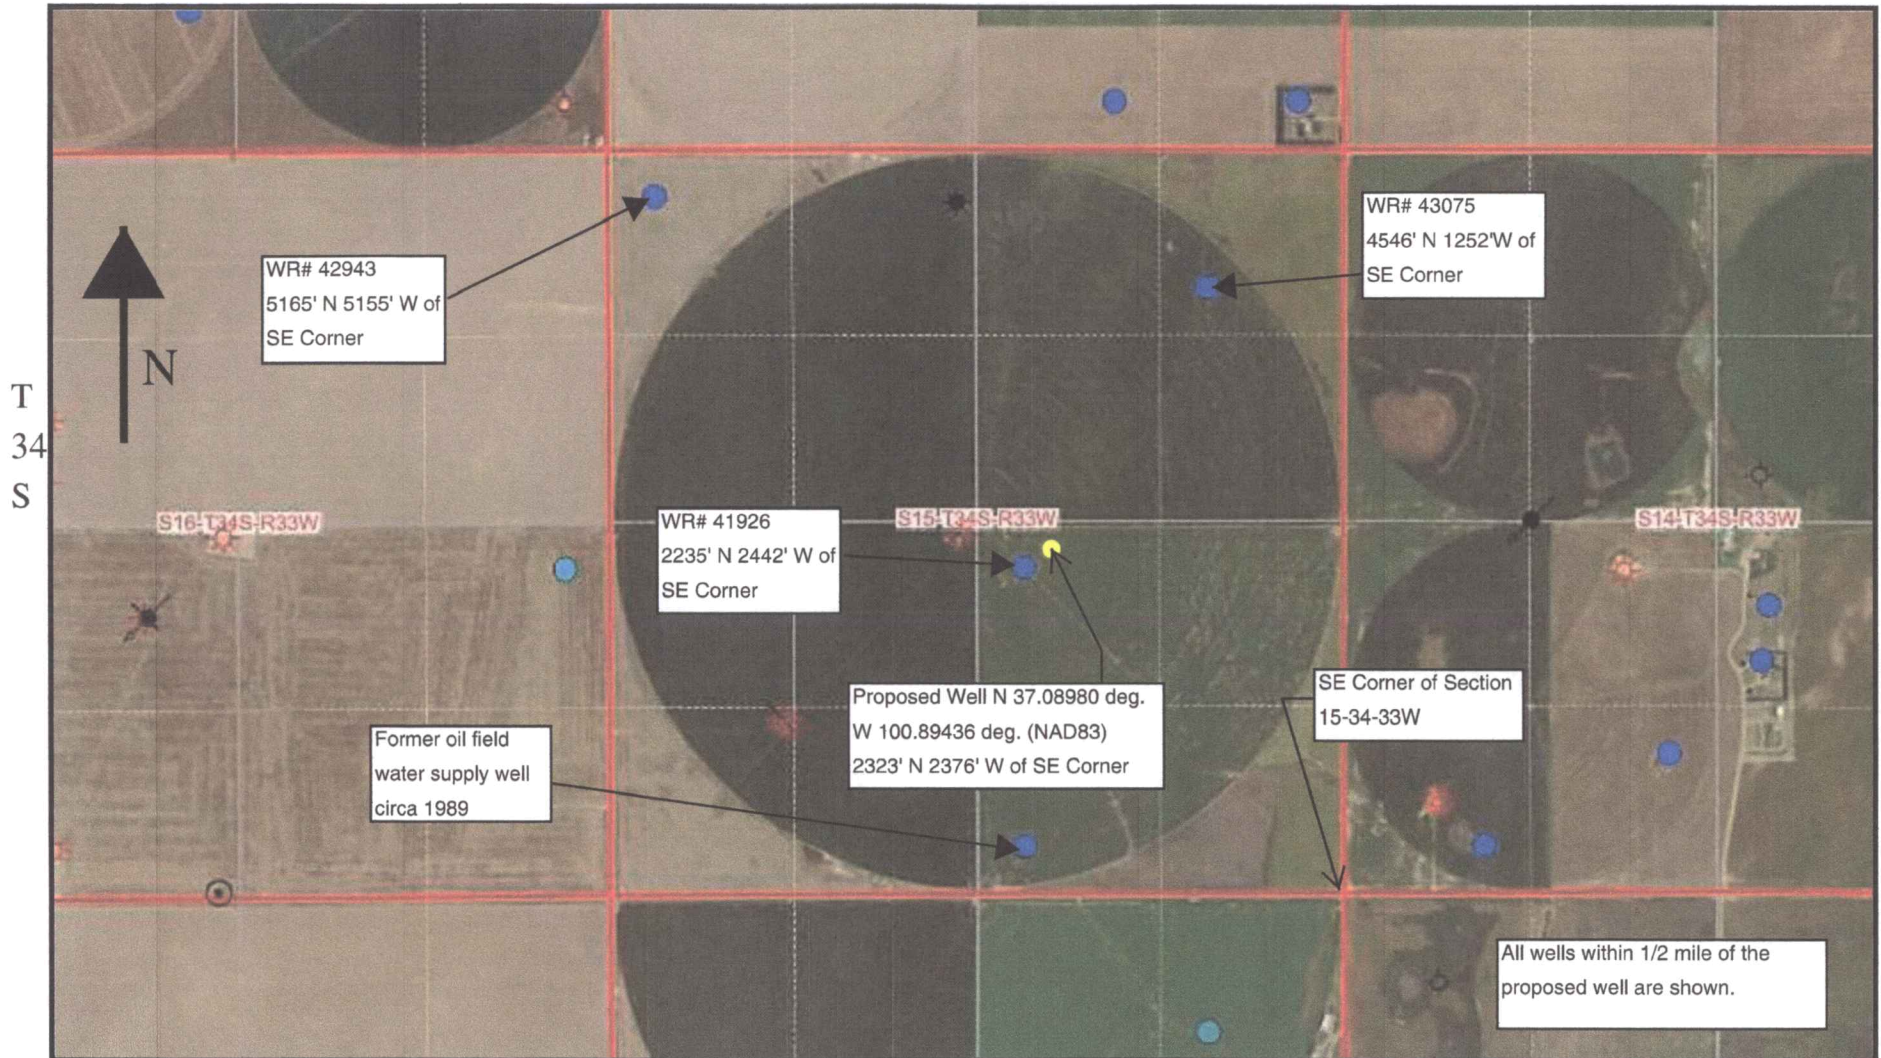 WR# 42943
5165' N 5155' W of
SE Corner
WR# 43075
4546' N 1252'W of
SE Corner
N
T
34
S
S16-T34S-R33W
S15-T34S-R33W
S14-T34S-R33W
WR# 41926
2235' N 2442' W of
SE Corner
Proposed Well N 37.08980 deg.
W 100.89436 deg. (NAD83)
2323' N 2376' W of SE Corner
SE Corner of Section
15-34-33W
Former oil field
water supply well
circa 1989
All wells within 1/2 mile of the
proposed well are shown.